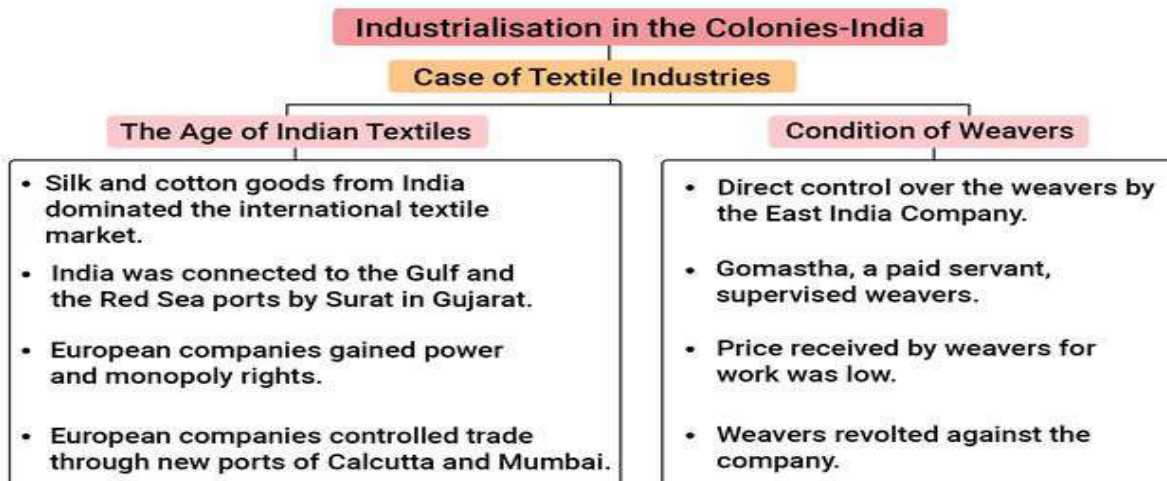 Industrialisation in the Colonies-India
Case of Textile Industries
The Age of Indian Textiles
• Silk and cotton goods from India
dominated the international textile
market.
• India was connected to the Gulf and
the Red Sea ports by Surat in Gujarat.
• European companies gained power
and monopoly rights.
• European companies controlled trade
through new ports of Calcutta and Mumbai.
Condition of Weavers
• Direct control over the weavers by
the East India Company.
• Gomastha, a paid servant,
supervised weavers.
• Price received by weavers for
work was low.
• Weavers revolted against the
company.